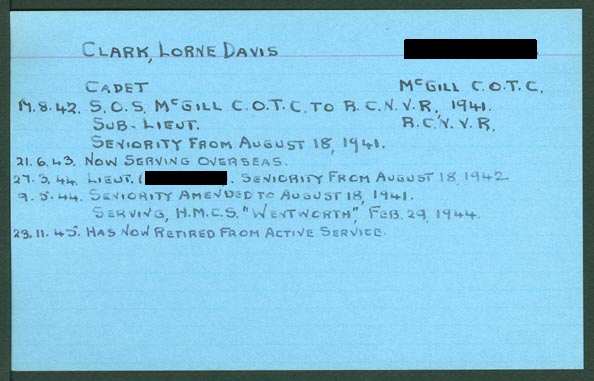 CLARK, LORNE DAVIS
CADET McGILL C.O.T.C.
17.8.42. S.O.S. McGILL C.O.T.C. TO R.C.N.V.R., 1941.
SUB-LIEUT. R.C.N.V.R.
SENIORITY FROM AUGUST 18, 1941.
21.6.43. NOW SERVING OVERSEAS.
27.3.44. LIEUT. ( . SENIORITY FROM AUGUST 18, 1942
9.5.44. SENIORITY AMENDED TO AUGUST 18, 1941.
SERVING, H.M.C.S. "WENTWORTH", FEB. 29, 1944.
23.11.45. HAS NOW RETIRED FROM ACTIVE SERVICE.